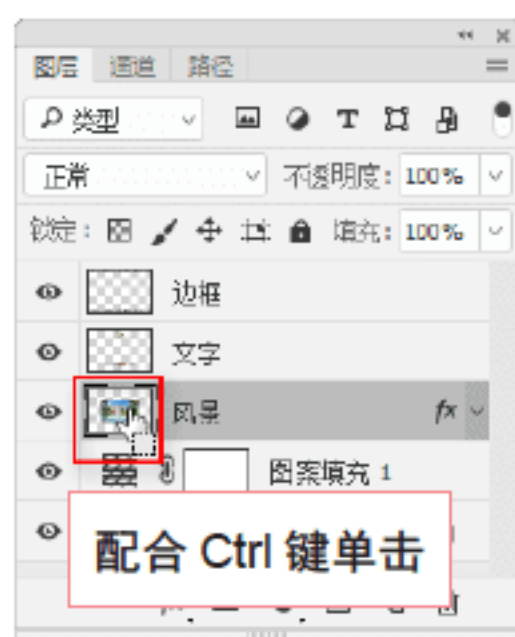 图层 通道 路径
类型 T
正常 不透明度: 100%
锁定: 填充: 100%
边框
文字
风景 fx
图案填充 1
配合 Ctrl 键单击